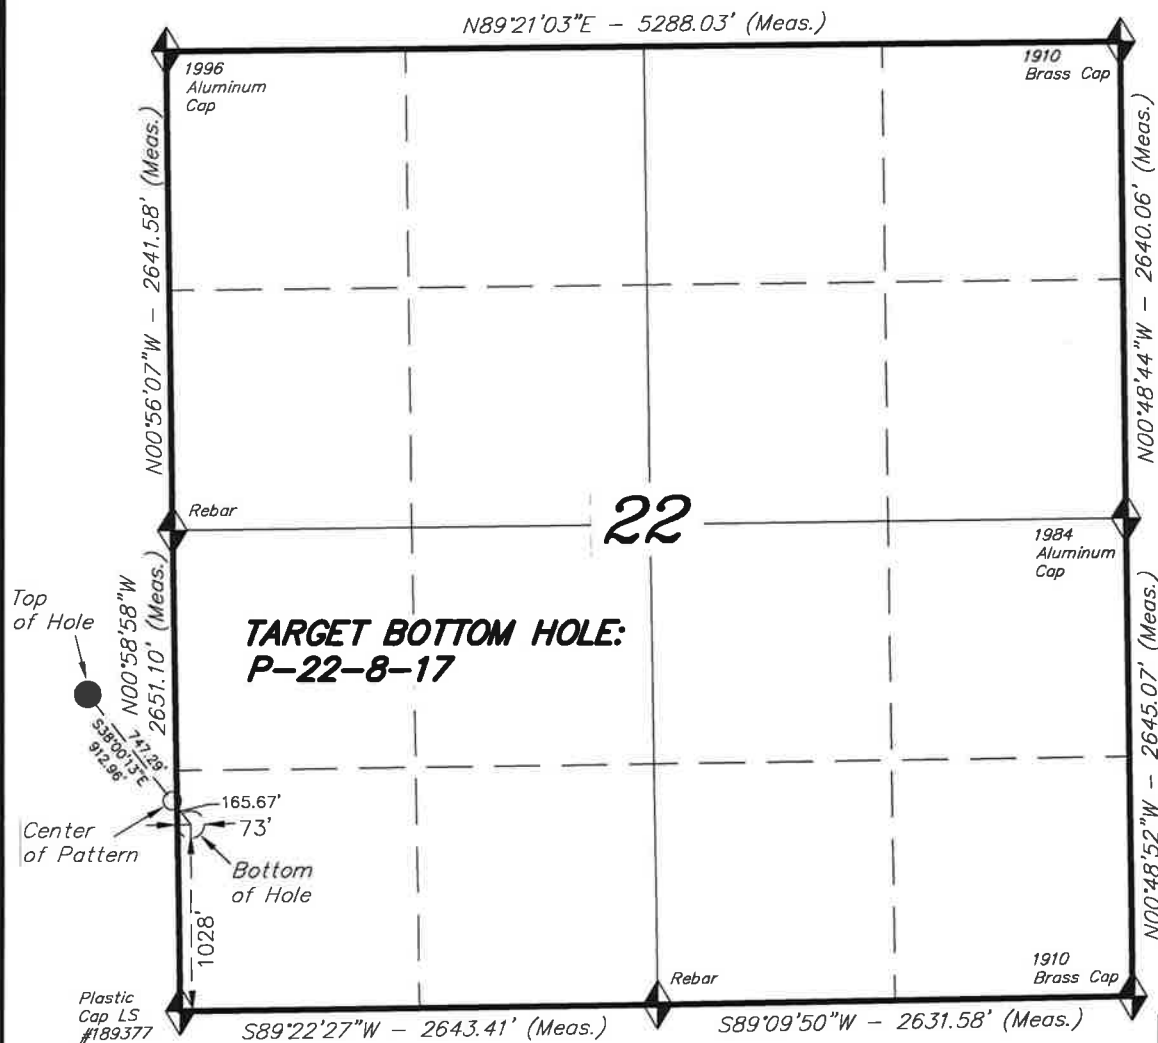 N89°21'03"E - 5288.03' (Meas.)
1996
Aluminum
Cap
1910
Brass Cap
N00°56'07"W - 2641.58' (Meas.)
N00°48'44"W - 2640.06' (Meas.)
Rebar
22
1984
Aluminum
Cap
Top
of Hole
N00°58'58"W
2651.10' (Meas.)
TARGET BOTTOM HOLE:
P-22-8-17
747.29'
S38°00'13"E
912.96'
165.67'
73'
Center
of Pattern
Bottom
of Hole
1028'
N00°48'52"W - 2645.07' (Meas.)
Plastic
Cap LS
#189377
Rebar
1910
Brass Cap
S89°22'27"W - 2643.41' (Meas.)
S89°09'50"W - 2631.58' (Meas.)